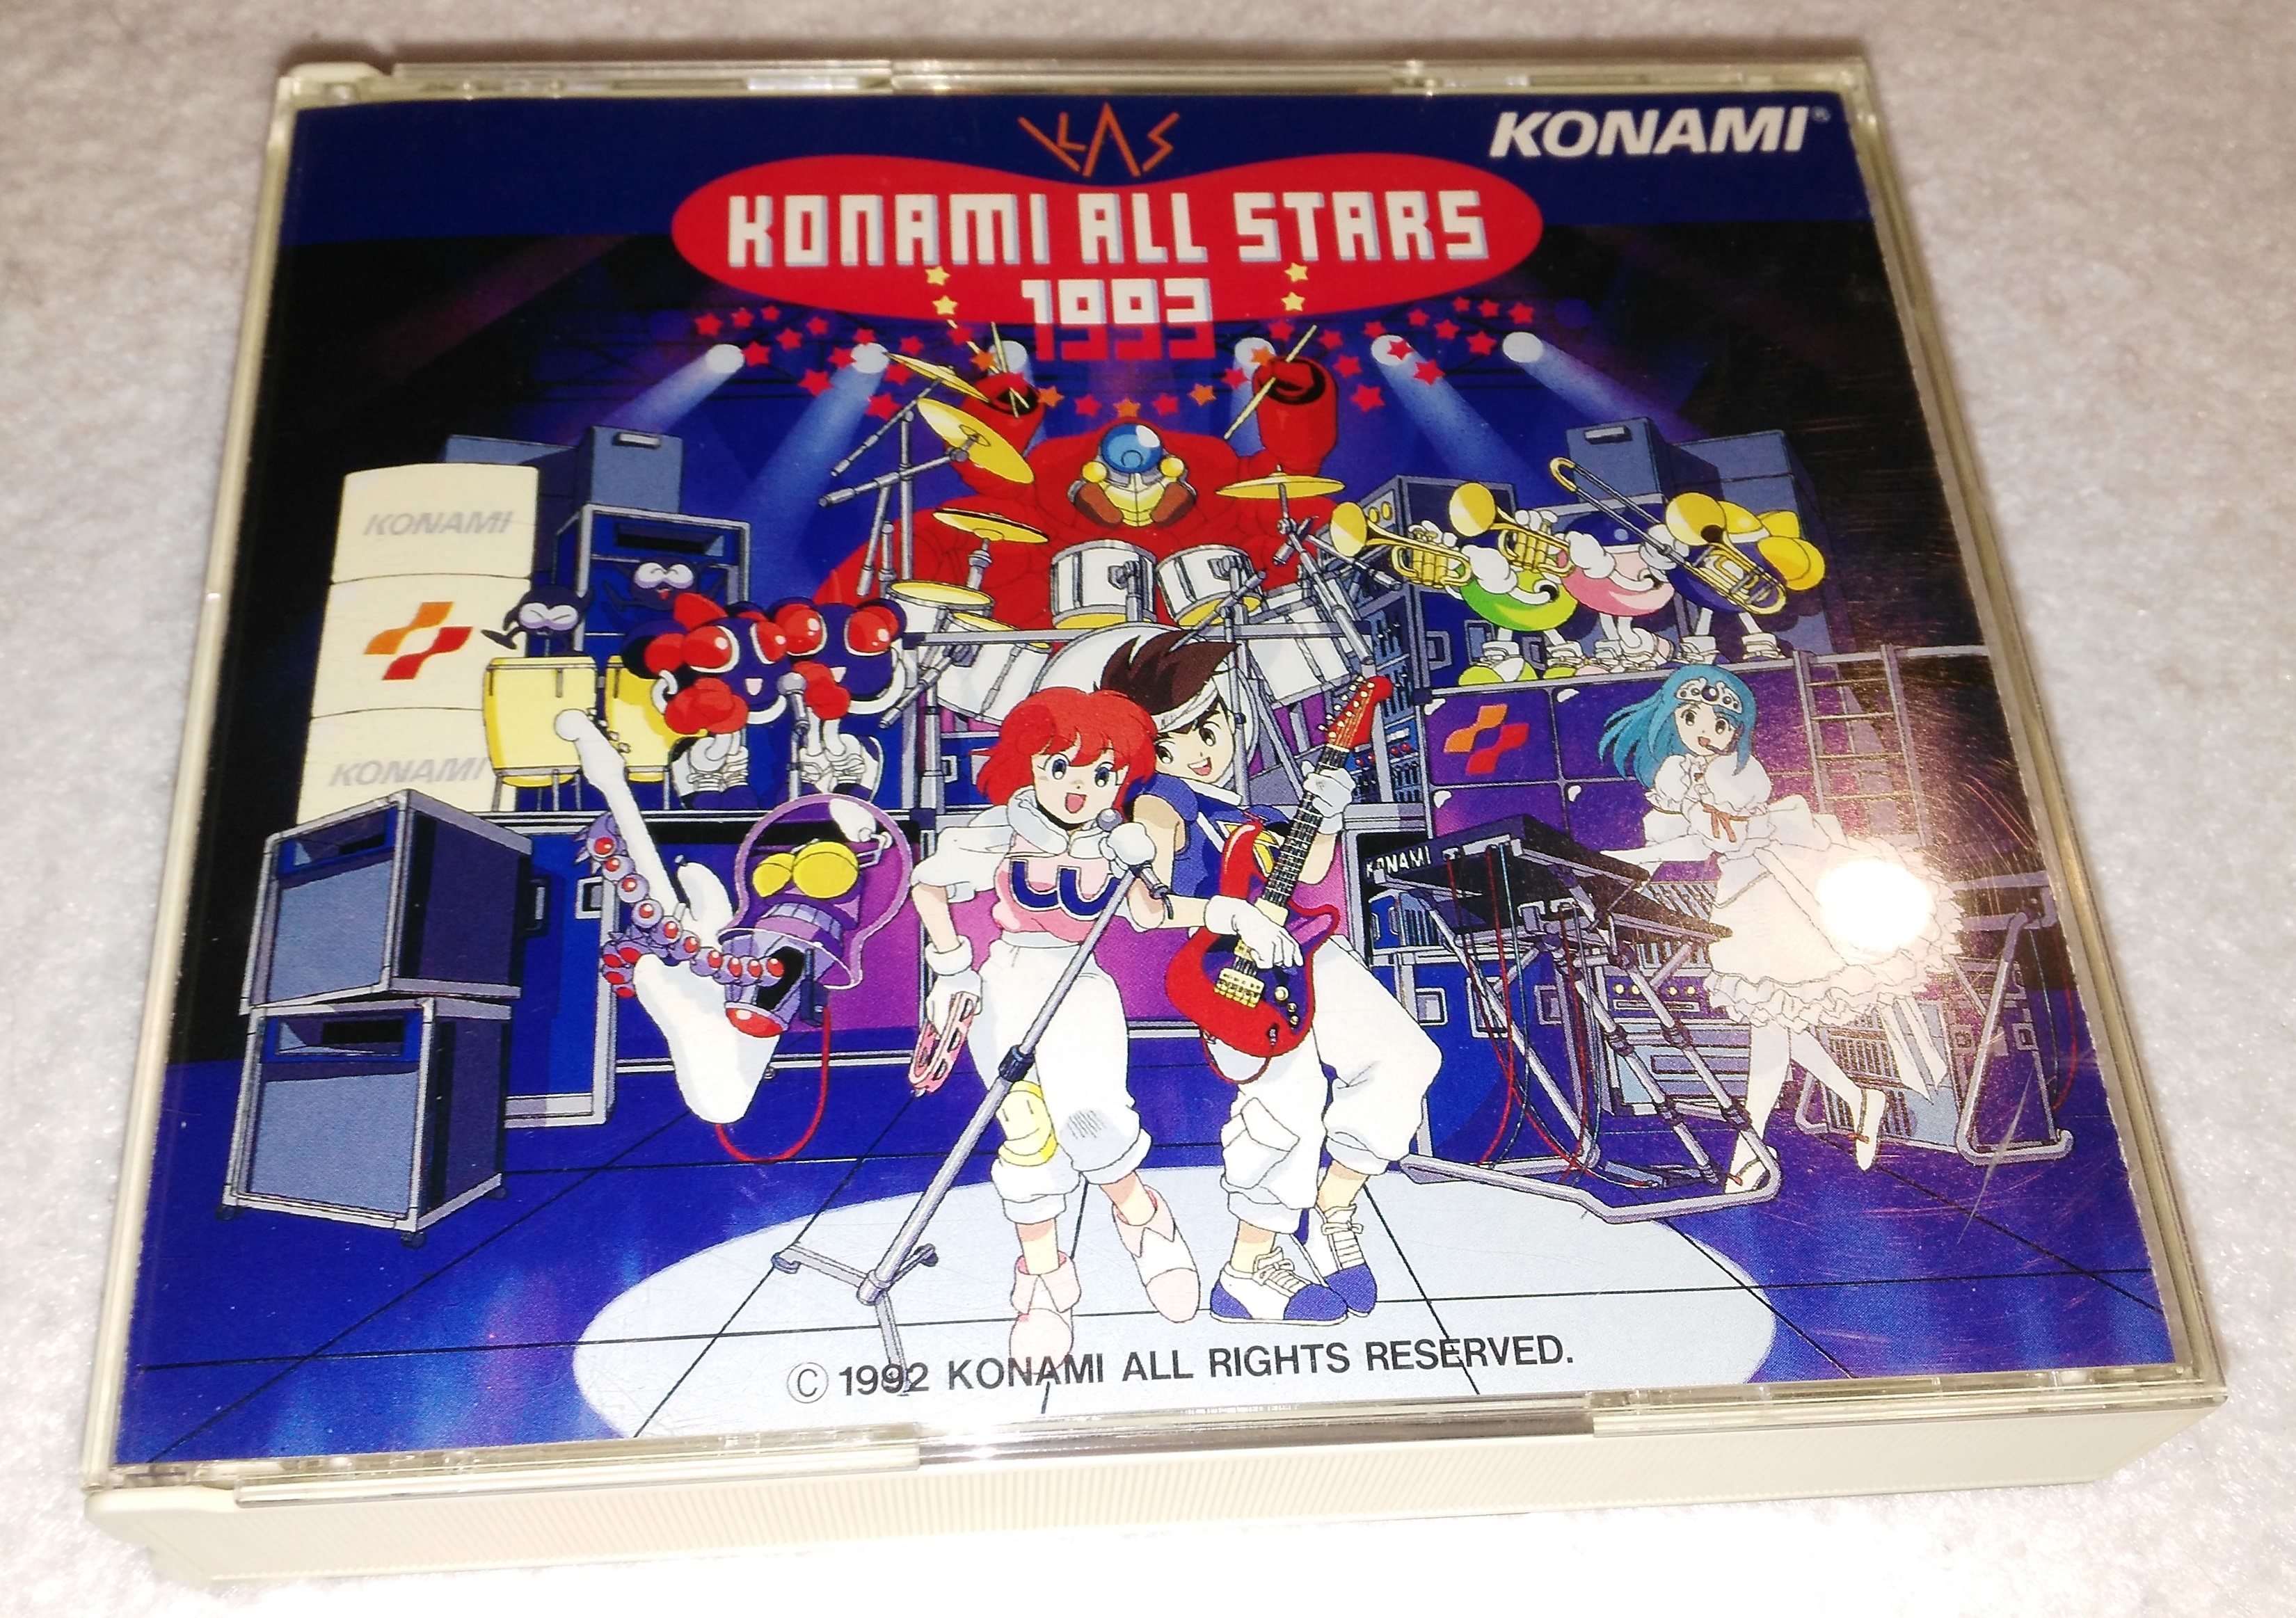 KAS
KONAMI®
KONAMI ALL STARS
1993
KONAMI
KONAMI
KONAMI
© 1992 KONAMI ALL RIGHTS RESERVED.